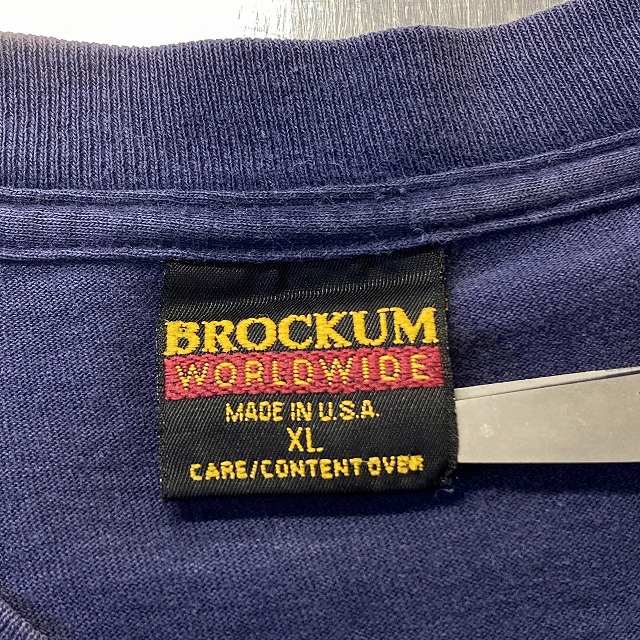 BROCKUM
WORLDWIDE
MADE IN U.S.A.
XL
CARE/CONTENT OVER